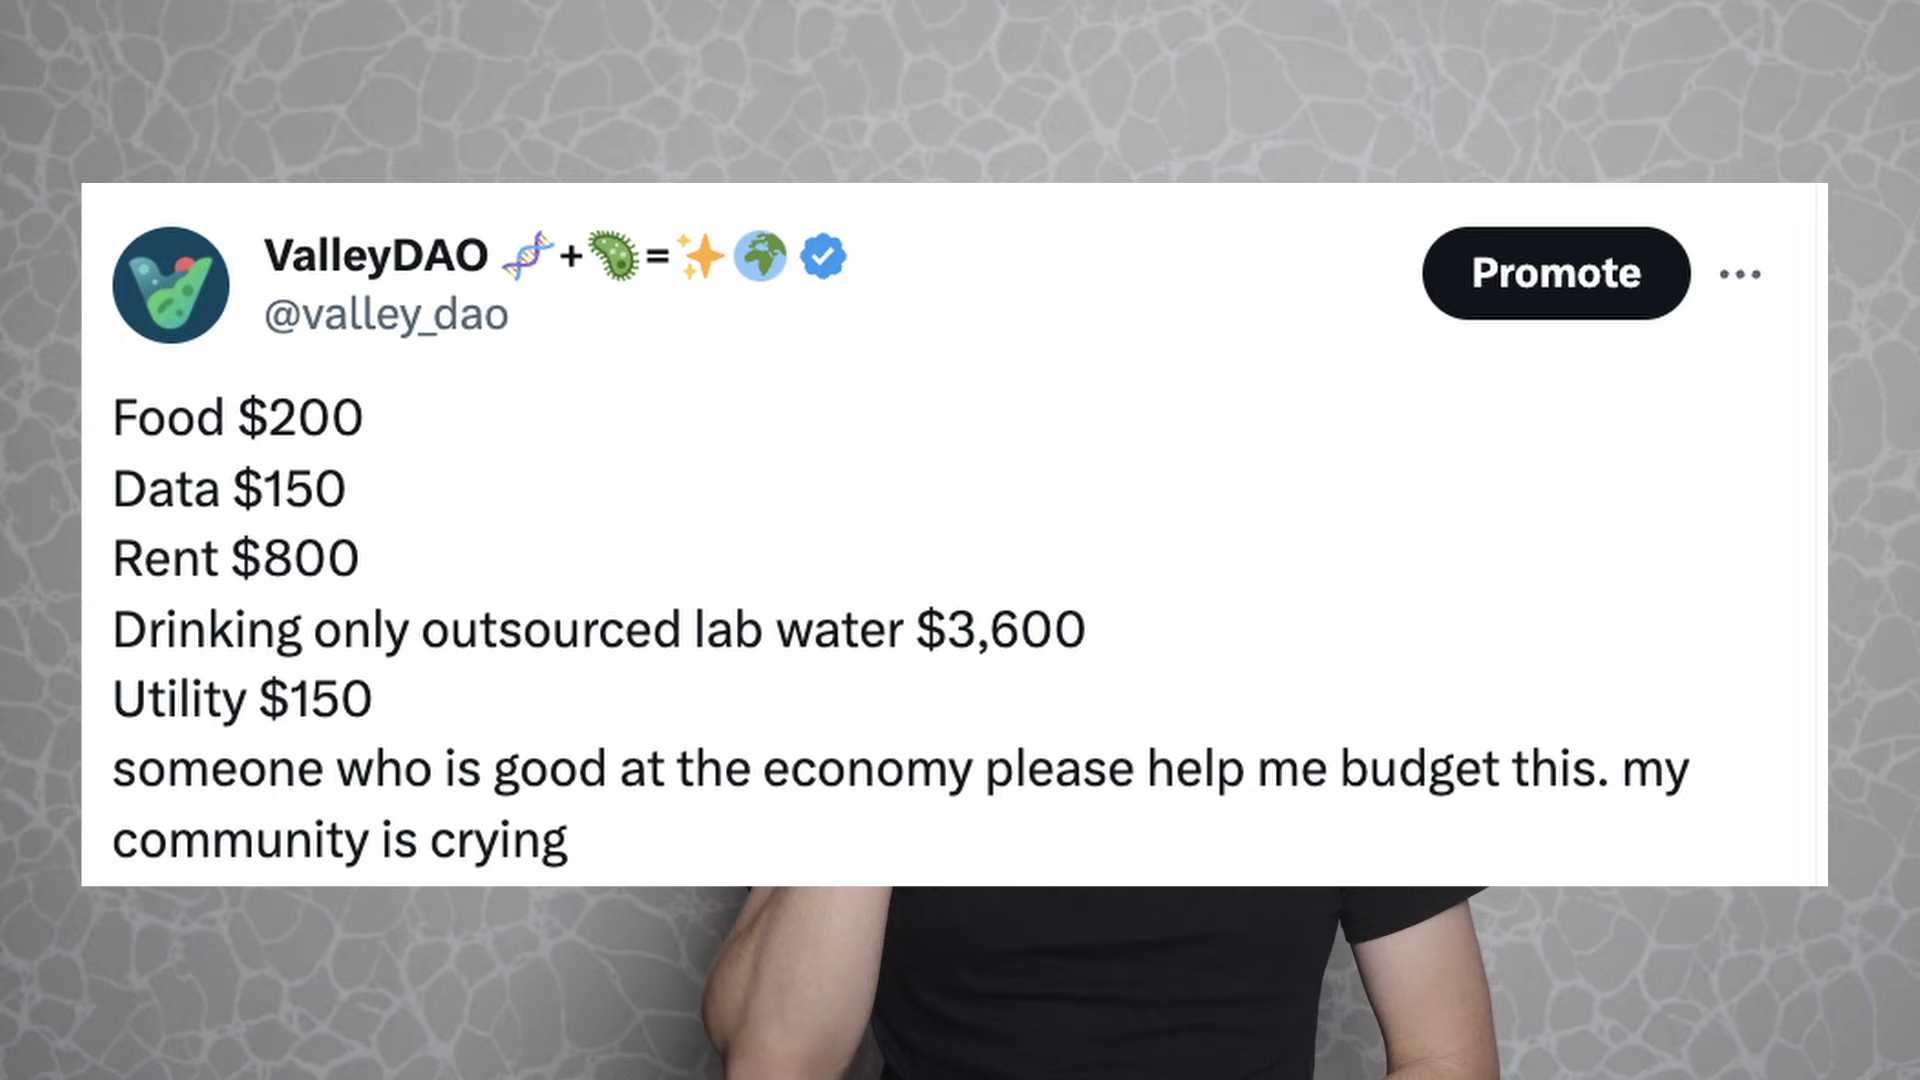 ValleyDAO 🧬+🦠=✨🌍
@valley_dao
Promote
Food $200
Data $150
Rent $800
Drinking only outsourced lab water $3,600
Utility $150
someone who is good at the economy please help me budget this. my
community is crying